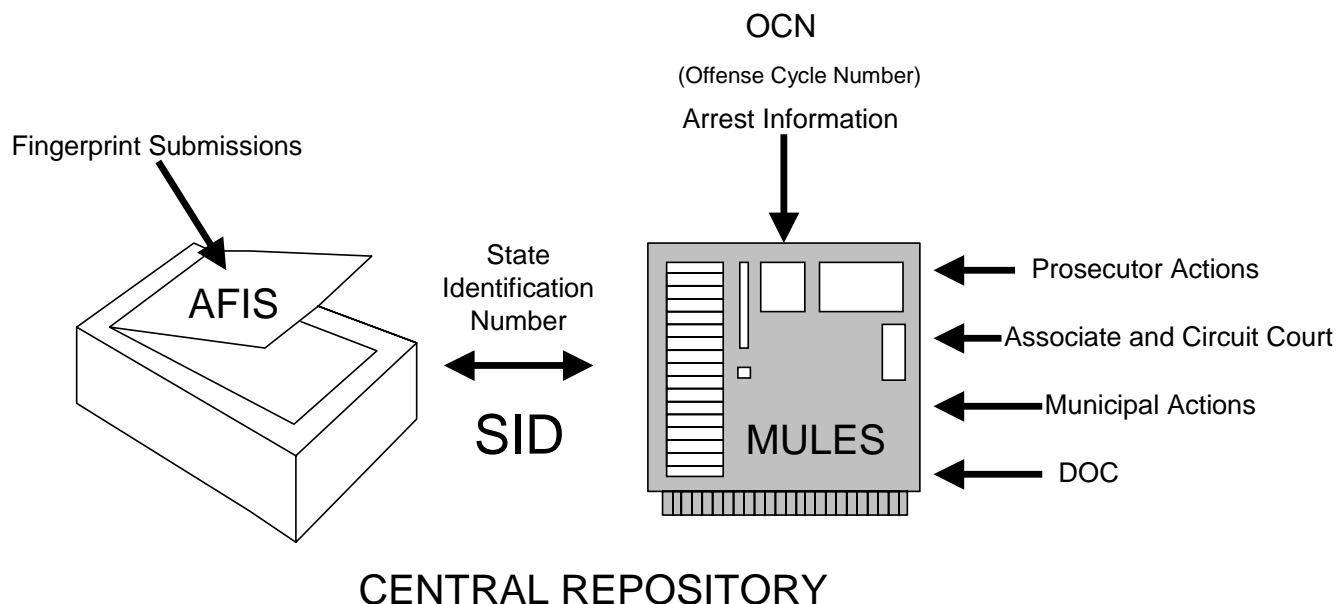 OCN
(Offense Cycle Number)
Arrest Information
Fingerprint Submissions
AFIS
State
Identification
Number
SID
MULES
Prosecutor Actions
Associate and Circuit Court
Municipal Actions
DOC
CENTRAL REPOSITORY